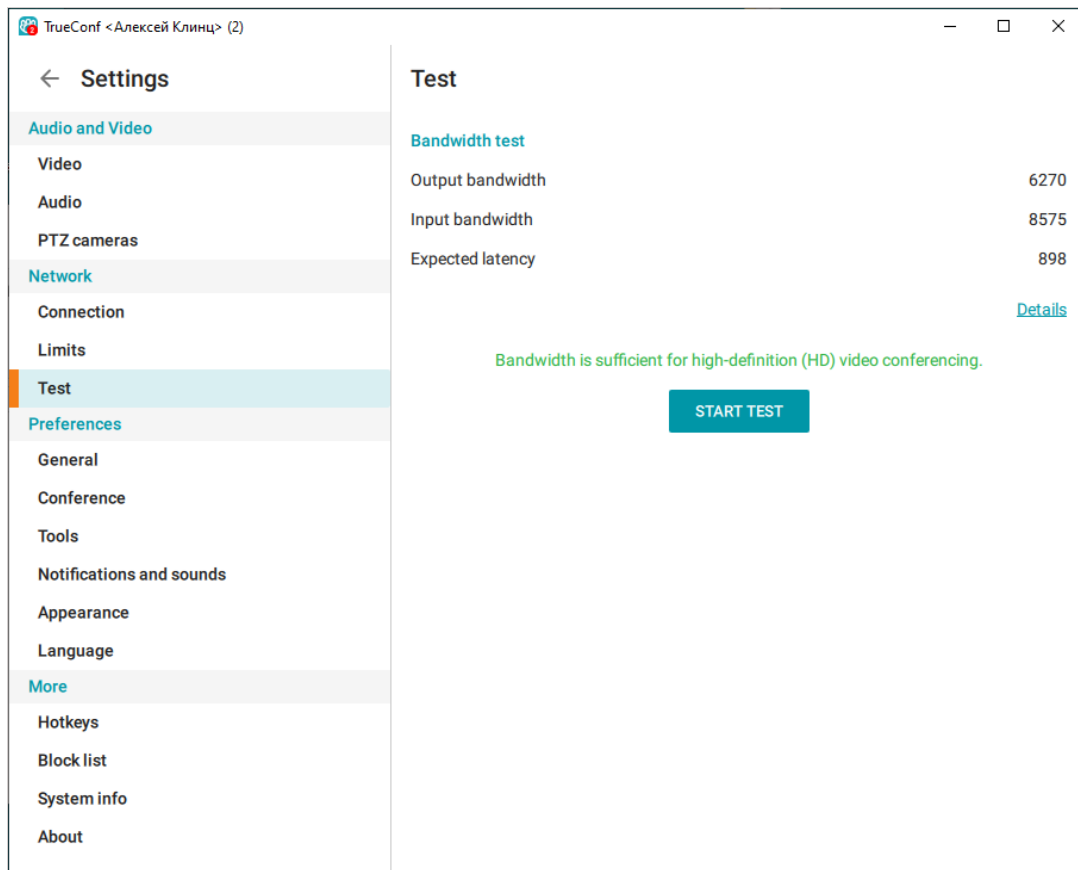 TrueConf <Алексей Клинц> (2)
Settings
Audio and Video
Video
Audio
PTZ cameras
Network
Connection
Limits
Test
Preferences
General
Conference
Tools
Notifications and sounds
Appearance
Language
More
Hotkeys
Block list
System info
About
Test
Bandwidth test
Output bandwidth 6270
Input bandwidth 8575
Expected latency 898
Details
Bandwidth is sufficient for high-definition (HD) video conferencing.
START TEST